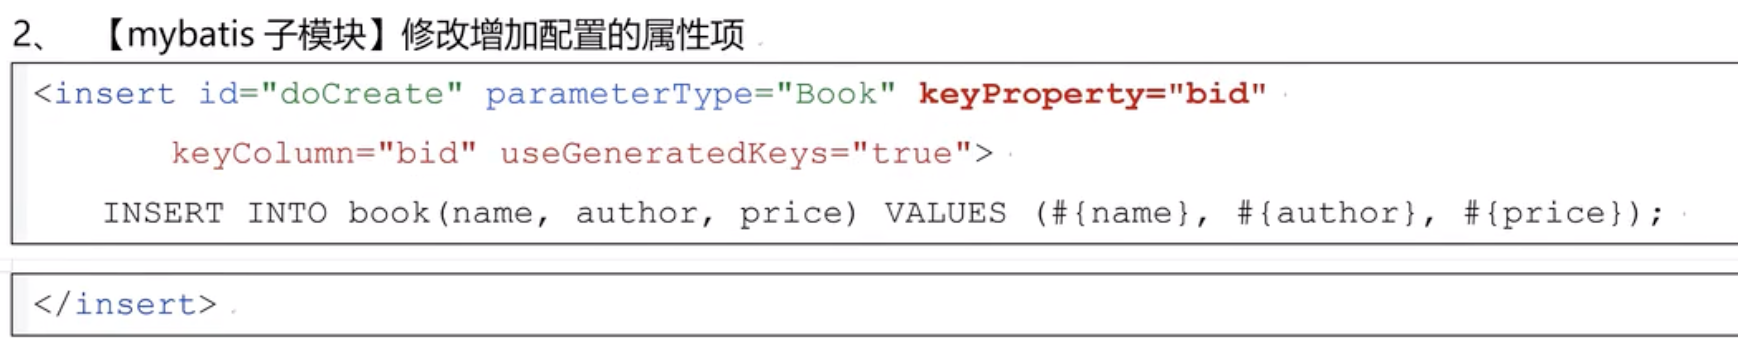 2、 【mybatis 子模块】修改增加配置的属性项
<insert id="doCreate" parameterType="Book" keyProperty="bid"
keyColumn="bid" useGeneratedKeys="true">
INSERT INTO book(name, author, price) VALUES (#{name}, #{author}, #{price});
</insert>